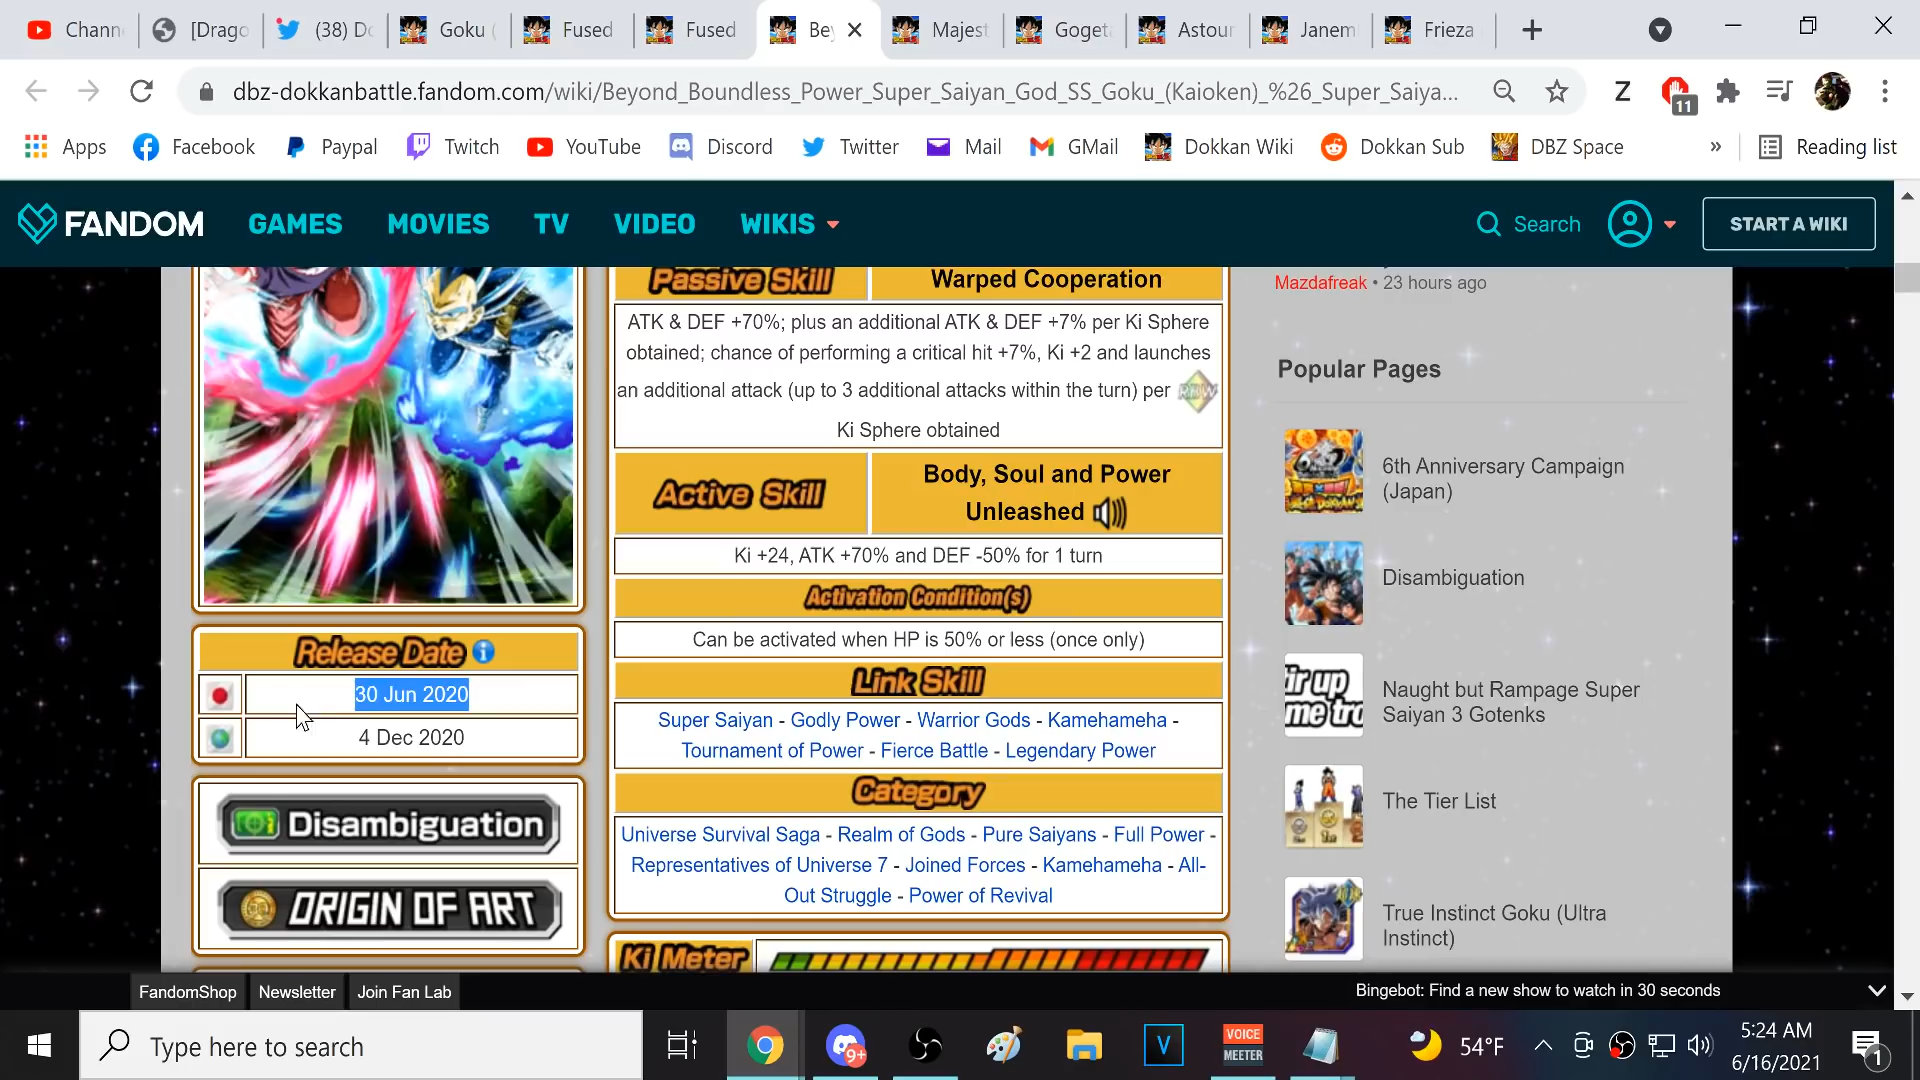 Chann
[Drago
(38) Dc
Goku (
Fused
Fused
Bey
Majest
Goget
Astour
Janem
Frieza
dbz-dokkanbattle.fandom.com/wiki/Beyond_Boundless_Power_Super_Saiyan_God_SS_Goku_(Kaioken)_%26_Super_Saiya...
Z
11
Apps
Facebook
Paypal
Twitch
YouTube
Discord
Twitter
Mail
GMail
Dokkan Wiki
Dokkan Sub
DBZ Space
»
Reading list
FANDOM
GAMES
MOVIES
TV
VIDEO
WIKIS
Search
START A WIKI
Release Date
30 Jun 2020
4 Dec 2020
Disambiguation
ORIGIN OF ART
Passive Skill
Warped Cooperation
ATK & DEF +70%; plus an additional ATK & DEF +7% per Ki Sphere
obtained; chance of performing a critical hit +7%, Ki +2 and launches
an additional attack (up to 3 additional attacks within the turn) per
Ki Sphere obtained
Active Skill
Body, Soul and Power
Unleashed
Ki +24, ATK +70% and DEF -50% for 1 turn
Activation Condition(s)
Can be activated when HP is 50% or less (once only)
Link Skill
Super Saiyan - Godly Power - Warrior Gods - Kamehameha -
Tournament of Power - Fierce Battle - Legendary Power
Category
Universe Survival Saga - Realm of Gods - Pure Saiyans - Full Power -
Representatives of Universe 7 - Joined Forces - Kamehameha - All-
Out Struggle - Power of Revival
Ki Meter
Mazdafreak • 23 hours ago
Popular Pages
6th Anniversary Campaign
(Japan)
Disambiguation
Naught but Rampage Super
Saiyan 3 Gotenks
The Tier List
True Instinct Goku (Ultra
Instinct)
FandomShop
Newsletter
Join Fan Lab
Bingebot: Find a new show to watch in 30 seconds
Type here to search
9+
V
VOICE
MEETER
54°F
5:24 AM
6/16/2021
1